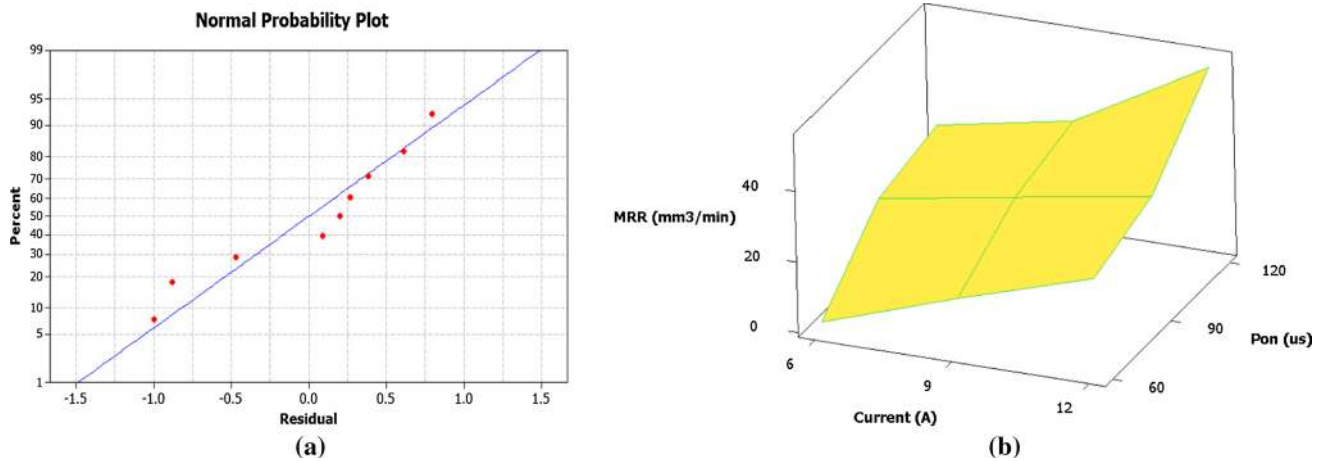 Normal Probability Plot
Percent
99
95
90
80
70
60
50
40
30
20
10
5
1
-1.5 -1.0 -0.5 0.0 0.5 1.0 1.5
Residual
(a)
MRR (mm3/min)
40
20
0
6
9
12
Current (A)
120
90
60
Pon (us)
(b)